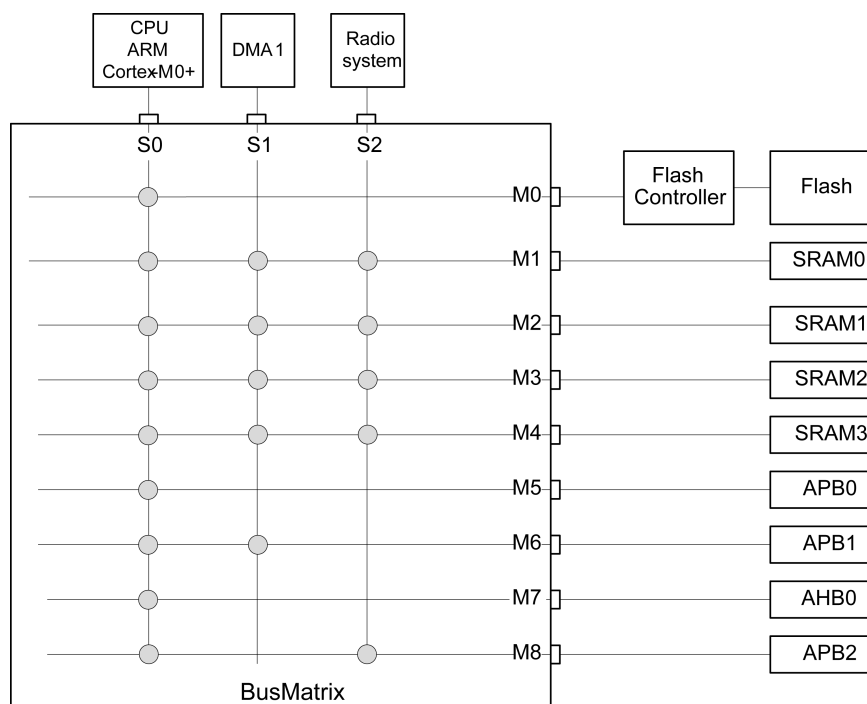 CPU
ARM
Cortex-M0+
DMA1
Radio
system
S0
S1
S2
M0
Flash
Controller
Flash
M1
SRAM0
M2
SRAM1
M3
SRAM2
M4
SRAM3
M5
APB0
M6
APB1
M7
AHB0
M8
APB2
BusMatrix